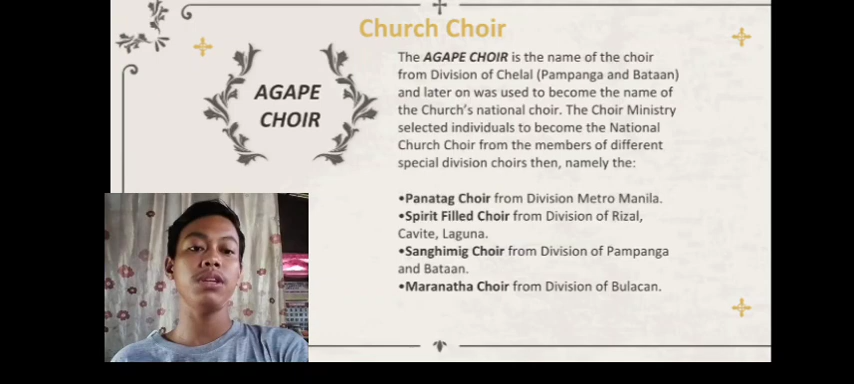 Church Choir
AGAPE
CHOIR
The AGAPE CHOIR is the name of the choir
from Division of Chelal (Pampanga and Bataan)
and later on was used to become the name of
the Church's national choir. The Choir Ministry
selected individuals to become the National
Church Choir from the members of different
special division choirs then, namely the:
•Panatag Choir from Division Metro Manila.
•Spirit Filled Choir from Division of Rizal,
Cavite, Laguna.
•Sanghimig Choir from Division of Pampanga
and Bataan.
•Maranatha Choir from Division of Bulacan.